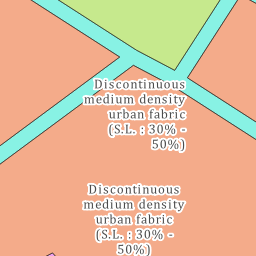 Discontinuous
medium density
urban fabric
(S.L. : 30% -
50%)
Discontinuous
medium density
urban fabric
(S.L. : 30% -
50%)